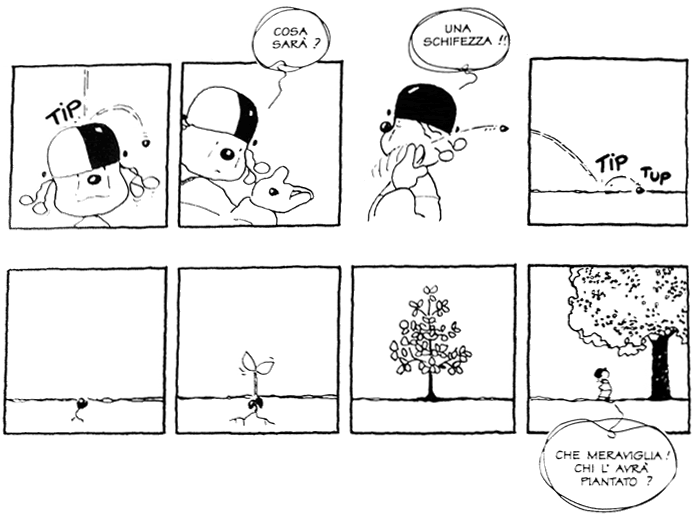 TIP
COSA
SARÀ ?
UNA
SCHIFEZZA !!
TIP
TUP
CHE MERAVIGLIA !
CHI L' AVRÀ
PIANTATO ?